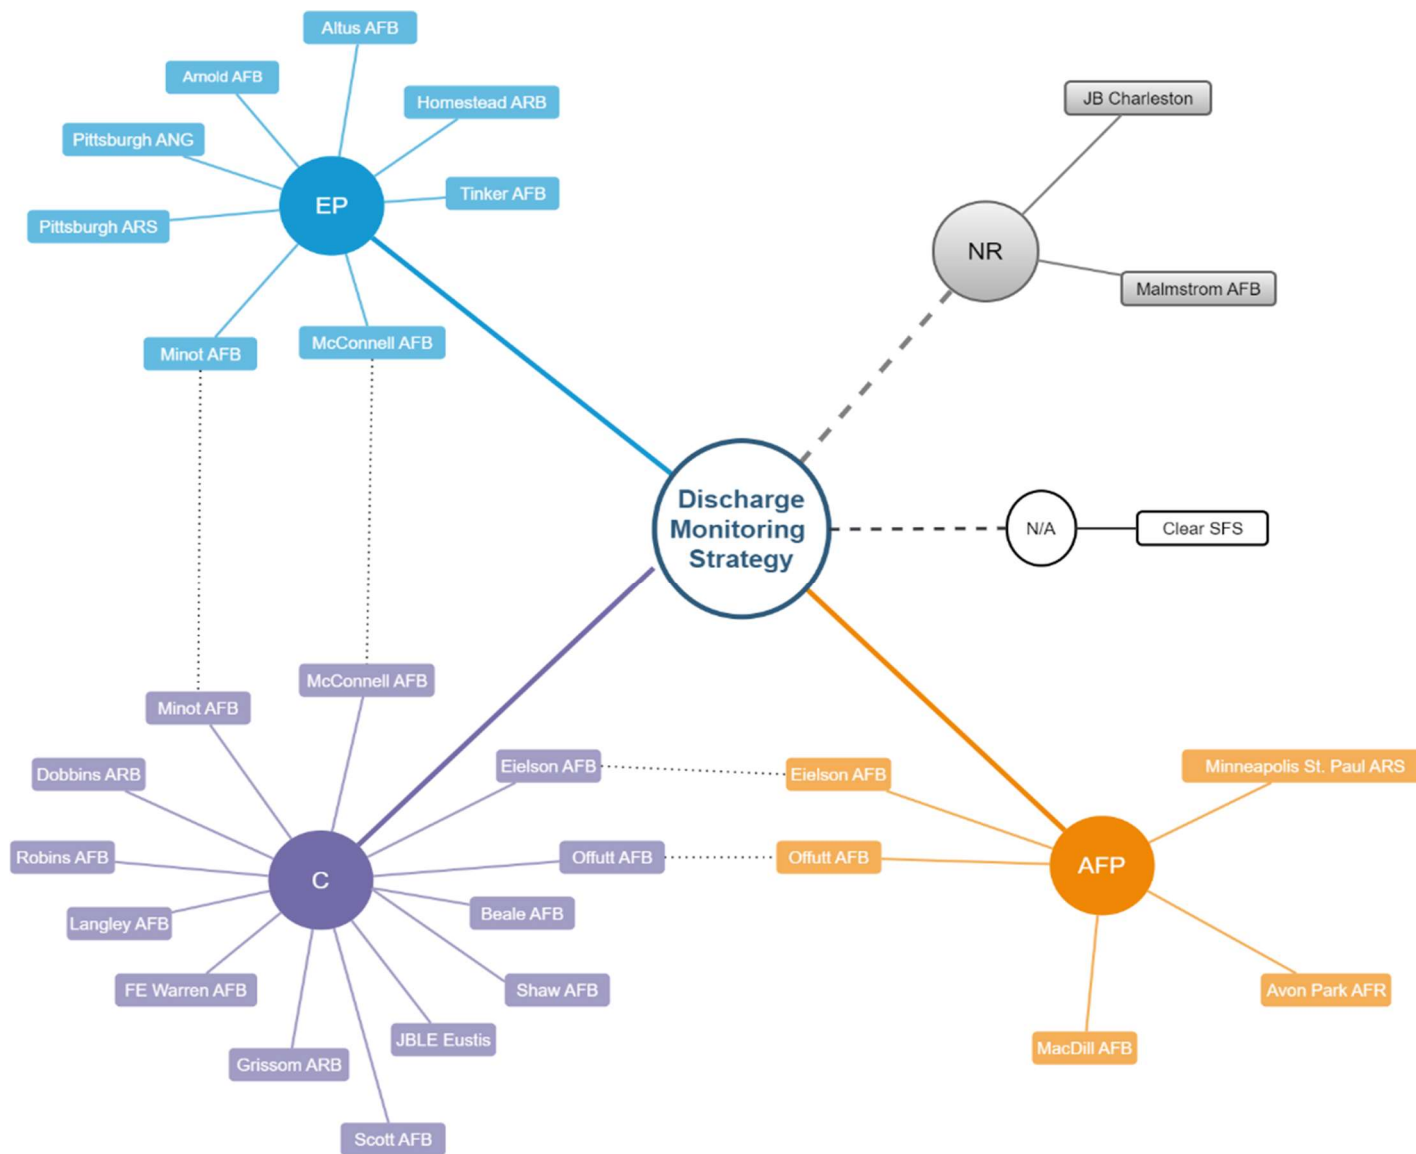 Altus AFB
Arnold AFB
Homestead ARB
Pittsburgh ANG
Tinker AFB
EP
Pittsburgh ARS
Minot AFB
McConnell AFB
JB Charleston
NR
Malmstrom AFB
Discharge
Monitoring
Strategy
N/A
Clear SFS
McConnell AFB
Minot AFB
Eielson AFB
Dobbins ARB
Robins AFB
Offutt AFB
C
Langley AFB
Beale AFB
FE Warren AFB
Shaw AFB
JBLE Eustis
Grissom ARB
Scott AFB
Eielson AFB
Minneapolis St. Paul ARS
Offutt AFB
AFP
Avon Park AFR
MacDill AFB